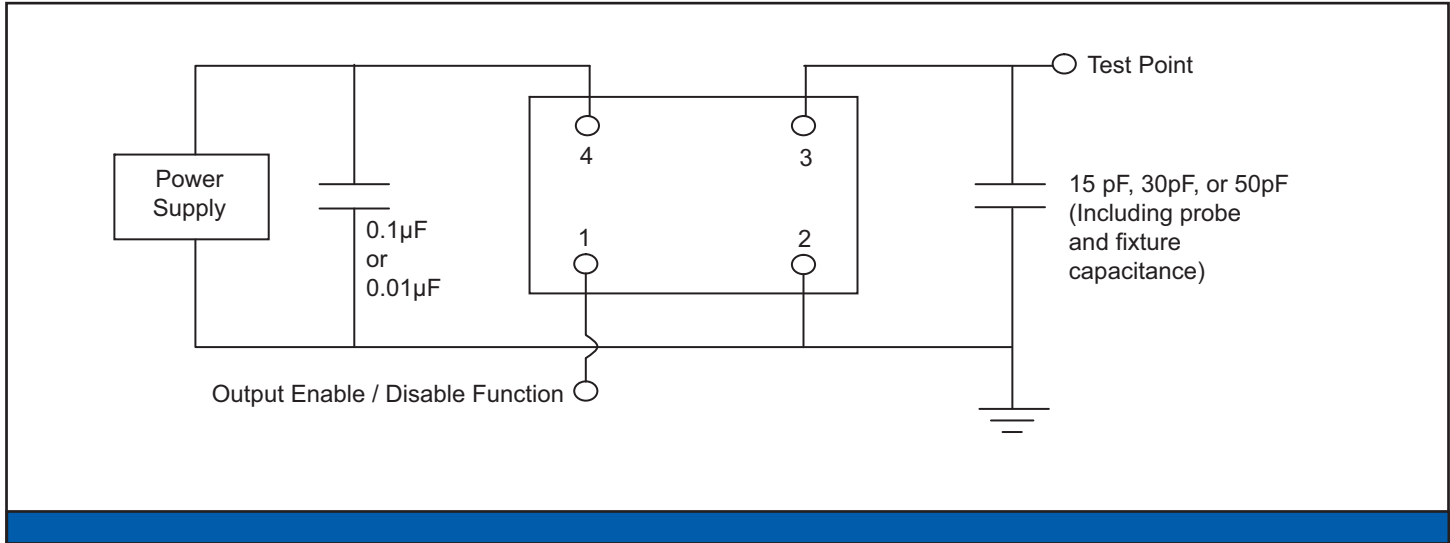 Test Point
4
3
Power
Supply
15 pF, 30pF, or 50pF
(Including probe
and fixture
capacitance)
0.1µF
or
0.01µF
1
2
Output Enable / Disable Function